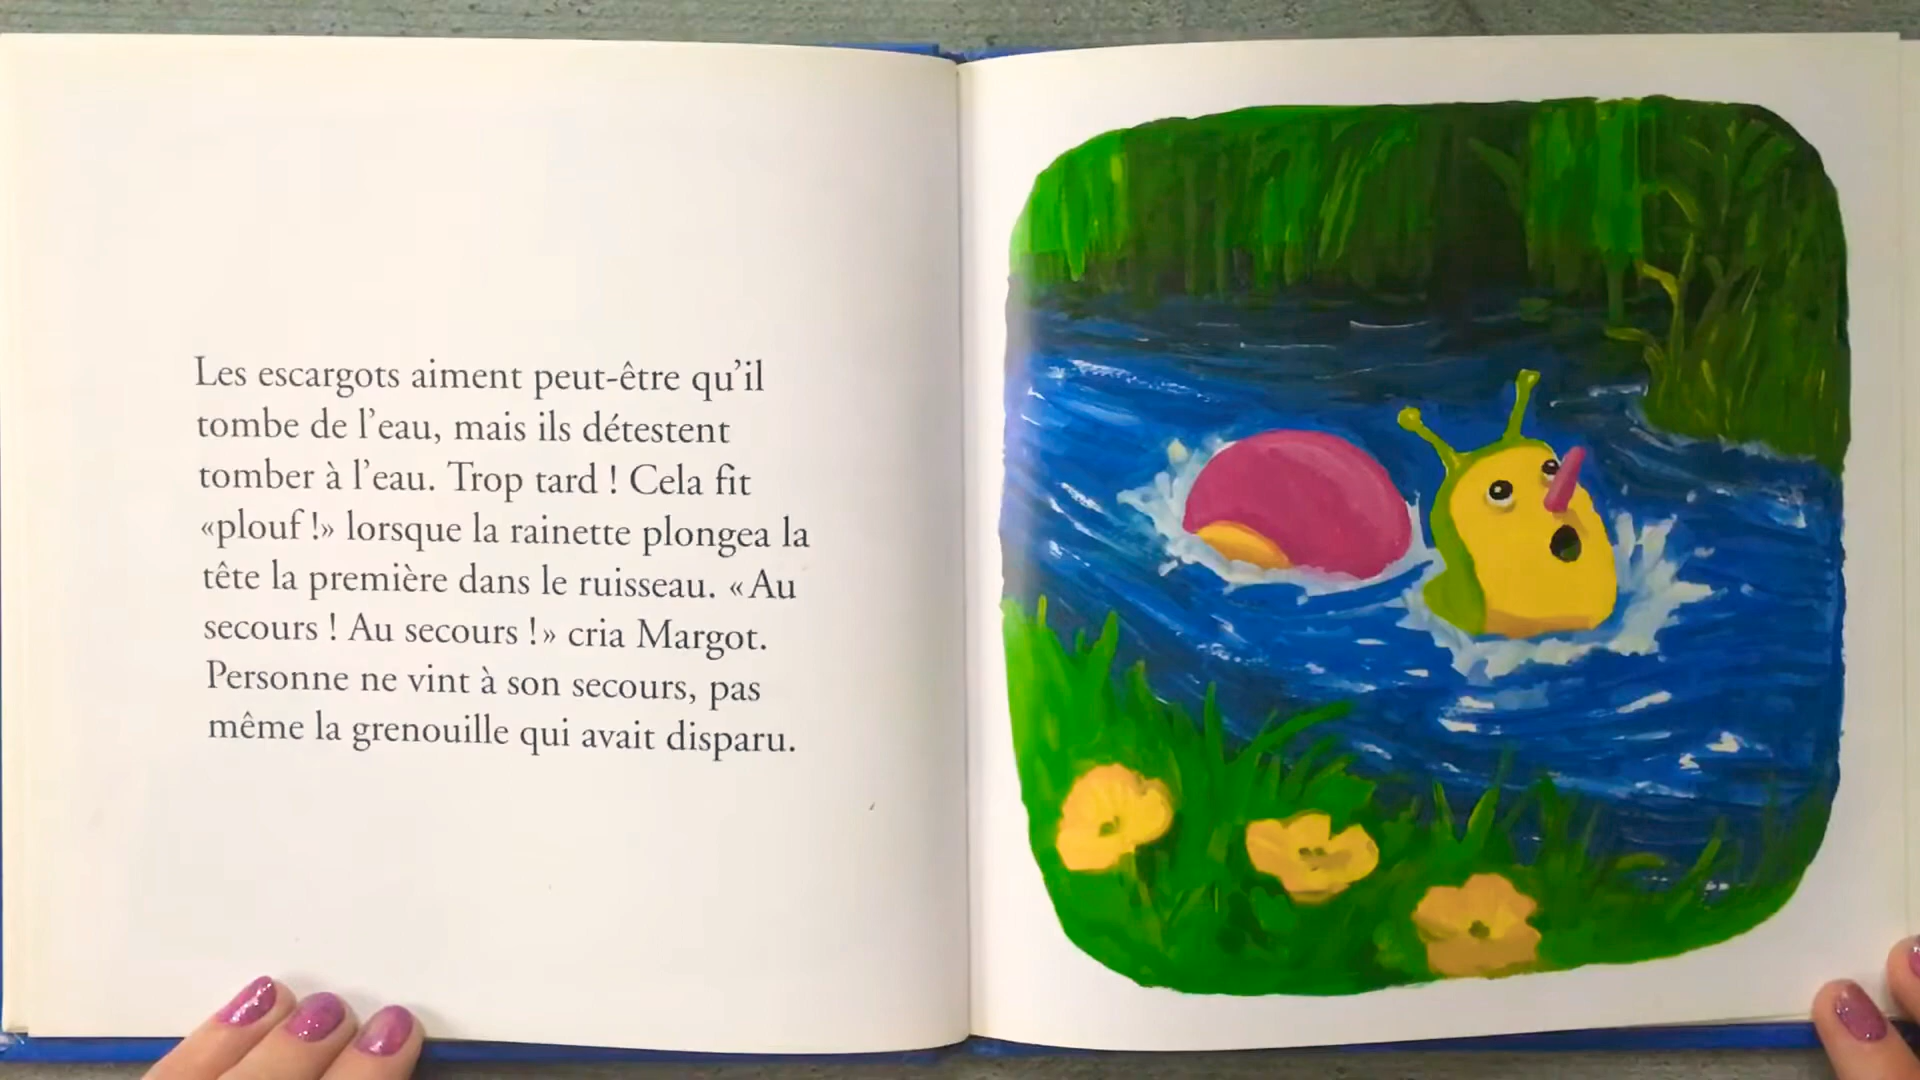 Les escargots aiment peut-être qu’il
tombe de l’eau, mais ils détestent
tomber à l’eau. Trop tard ! Cela fit
«plouf !» lorsque la rainette plongea la
tête la première dans le ruisseau. « Au
secours ! Au secours !» cria Margot.
Personne ne vint à son secours, pas
même la grenouille qui avait disparu.